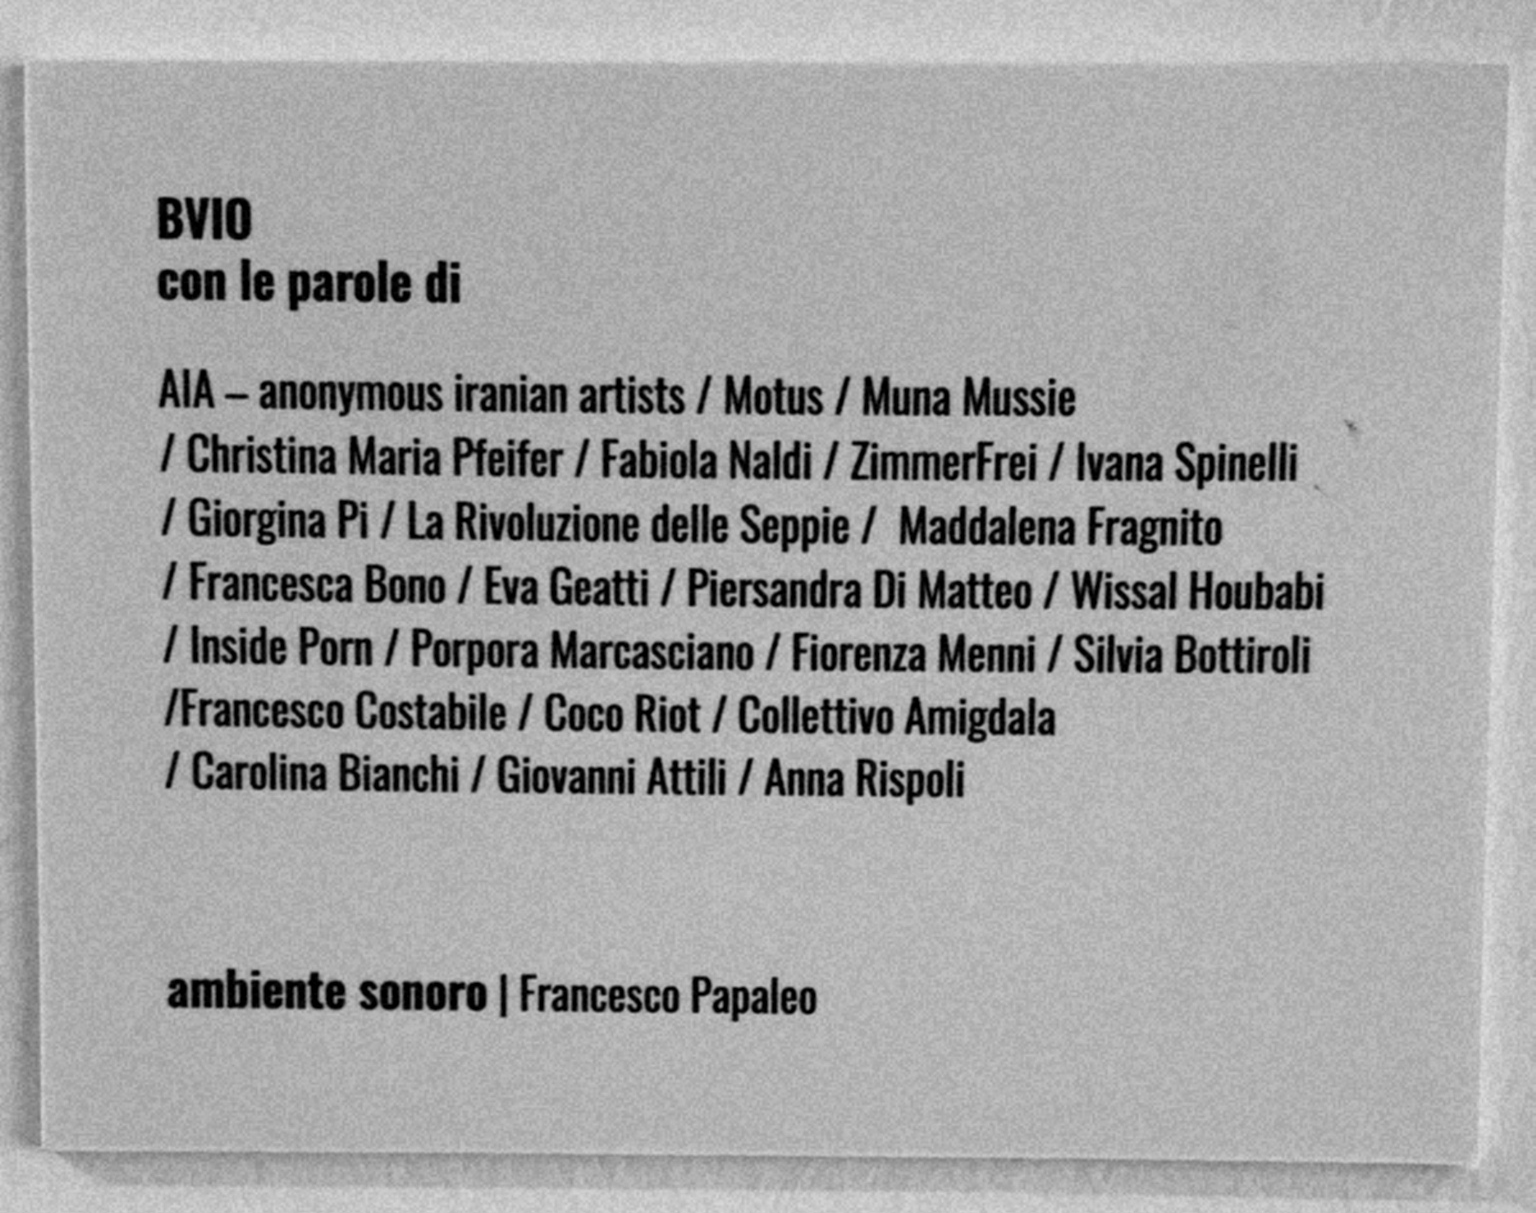 BVIO
con le parole di
AIA – anonymous iranian artists / Motus / Muna Mussie
/ Christina Maria Pfeifer / Fabiola Naldi / ZimmerFrei / Ivana Spinelli
/ Giorgina Pi / La Rivoluzione delle Seppie /  Maddalena Fragnito
/ Francesca Bono / Eva Geatti / Piersandra Di Matteo / Wissal Houbabi
/ Inside Porn / Porpora Marcasciano / Fiorenza Menni / Silvia Bottiroli
/Francesco Costabile / Coco Riot / Collettivo Amigdala
/ Carolina Bianchi / Giovanni Attili / Anna Rispoli
ambiente sonoro | Francesco Papaleo